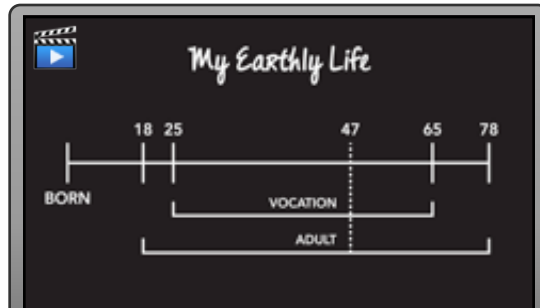 My Earthly Life
18 25 47 65 78
BORN
VOCATION
ADULT